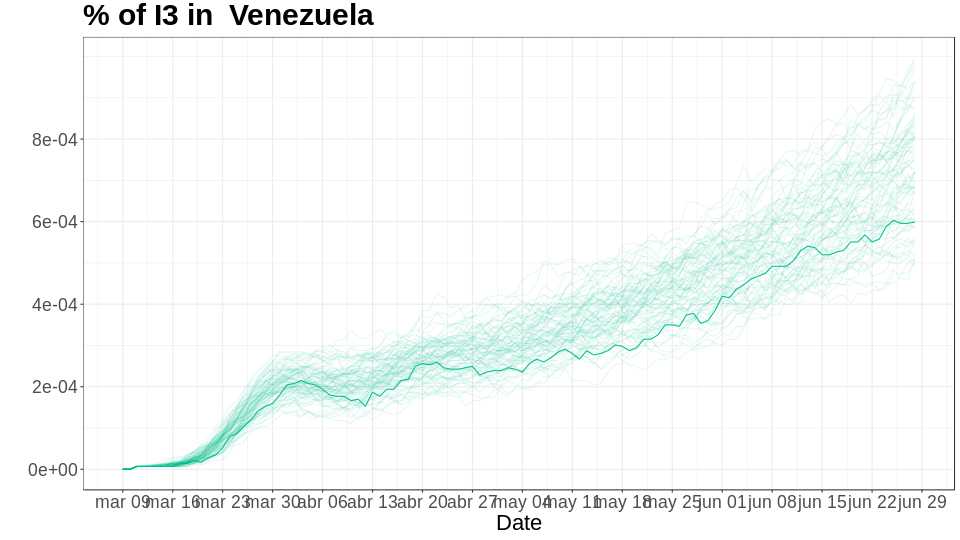 % of I3 in  Venezuela
8e-04
6e-04
4e-04
2e-04
0e+00
mar 09 mar 16 mar 23 mar 30 abr 06 abr 13 abr 20 abr 27 may 04 may 11 may 18 may 25 jun 01 jun 08 jun 15 jun 22 jun 29
Date